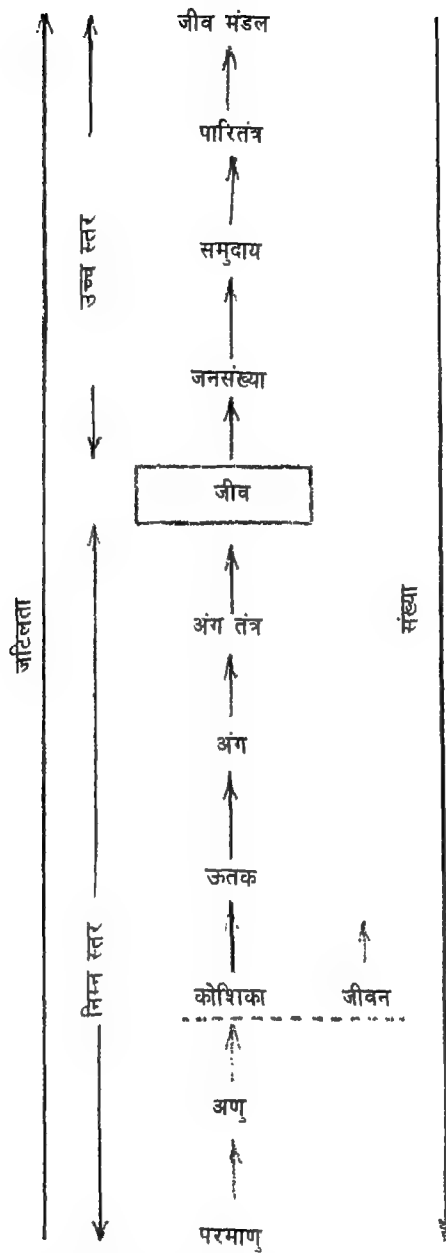 जीव मंडल
पारितंत्र
समुदाय
जनसंख्या
जीव
अंग तंत्र
अंग
ऊतक
कोशिका जीवन
अणु
परमाणु
उच्च स्तर
निम्न स्तर
जटिलता
संख्या